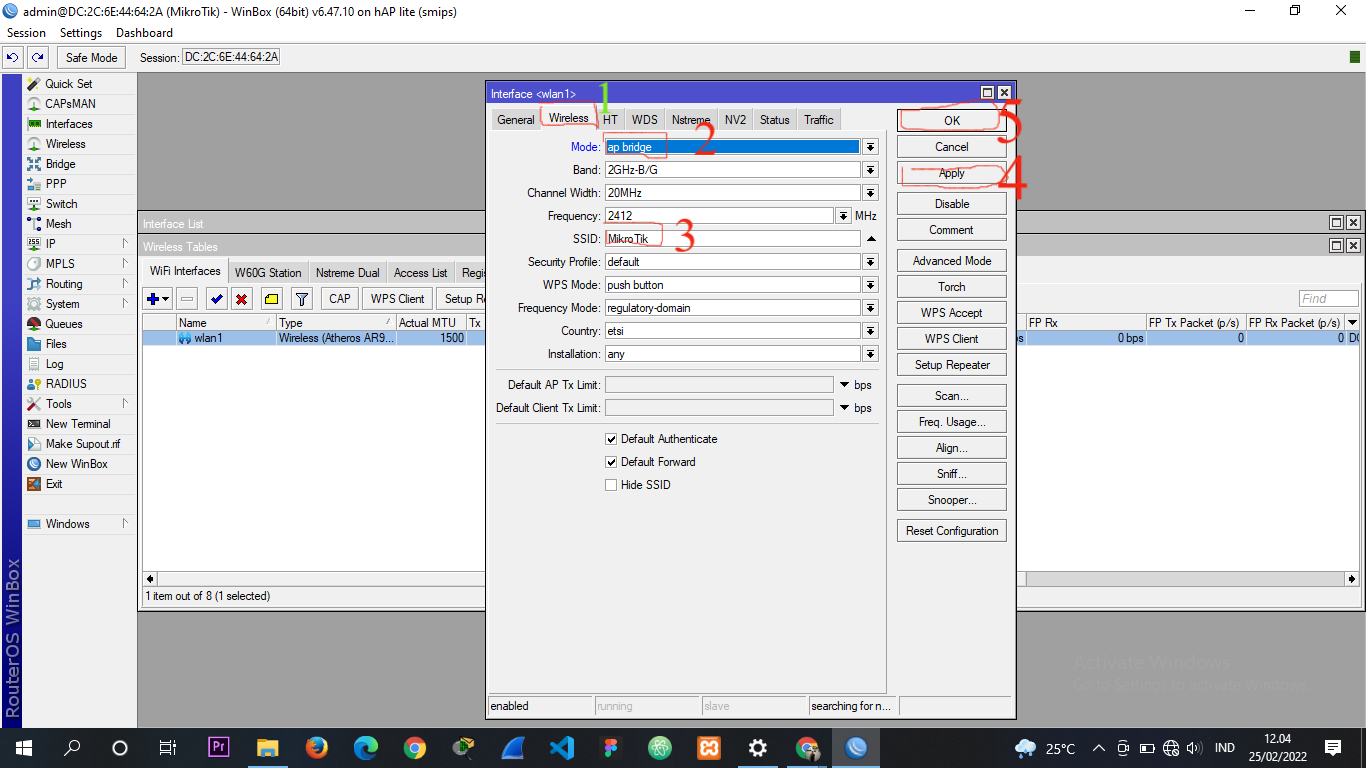 admin@DC:2C:6E:44:64:2A (MikroTik) - WinBox (64bit) v6.47.10 on hAP lite (smips)
Session Settings Dashboard
Safe Mode Session: DC:2C:6E:44:64:2A
Quick Set
CAPsMAN
Interfaces
Wireless
Bridge
PPP
Switch
Mesh
IP
MPLS
Routing
System
Queues
Files
Log
RADIUS
Tools
New Terminal
Make Supout.rif
New WinBox
Exit
Windows
RouterOS WinBox
Interface List
Wireless Tables
WiFi Interfaces W60G Station Nstreme Dual Access List Regis
CAP WPS Client Setup Re
Find
Name Type Actual MTU Tx FP Rx FP Tx Packet (p/s) FP Rx Packet (p/s)
wlan1 Wireless (Atheros AR9... 1500 ps 0 bps 0 0 DC
1 item out of 8 (1 selected)
Interface <wlan1>
1
General Wireless HT WDS Nstreme NV2 Status Traffic
Mode: ap bridge 2
Band: 2GHz-B/G
Channel Width: 20MHz
Frequency: 2412 MHz
SSID: MikroTik 3
Security Profile: default
WPS Mode: push button
Frequency Mode: regulatory-domain
Country: etsi
Installation: any
Default AP Tx Limit: bps
Default Client Tx Limit: bps
Default Authenticate
Default Forward
Hide SSID
OK 5
Cancel
Apply 4
Disable
Comment
Advanced Mode
Torch
WPS Accept
WPS Client
Setup Repeater
Scan...
Freq. Usage...
Align...
Sniff...
Snooper...
Reset Configuration
enabled running slave searching for n...
Activate Windows
Go to Settings to activate Windows.
Pr
25°C IND 12.04
25/02/2022